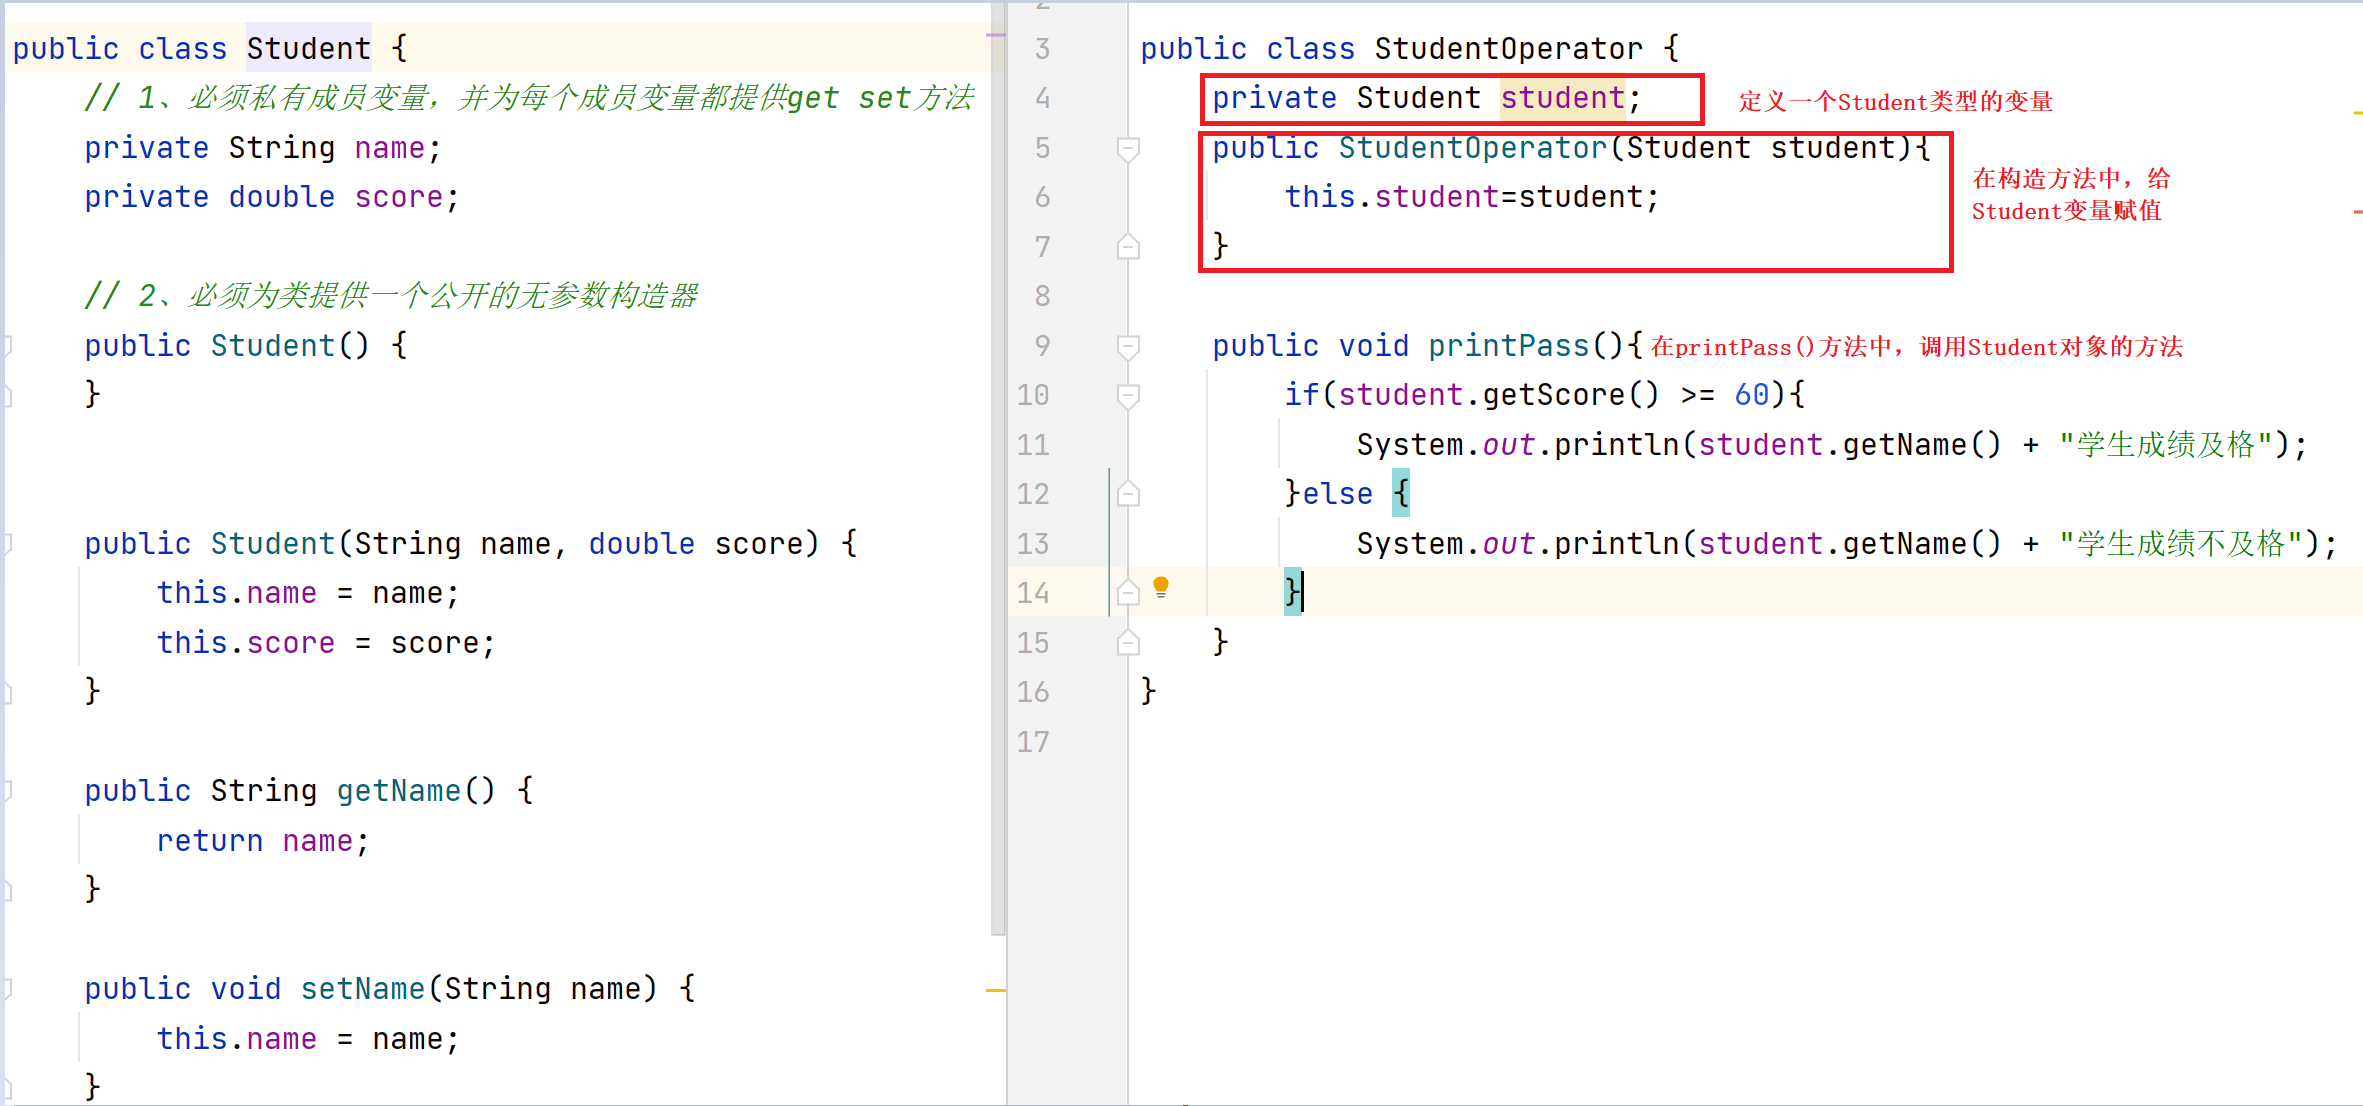 public class Student {
// 1、必须私有成员变量，并为每个成员变量都提供get set方法
private String name;
private double score;
// 2、必须为类提供一个公开的无参数构造器
public Student() {
}
public Student(String name, double score) {
this.name = name;
this.score = score;
}
public String getName() {
return name;
}
public void setName(String name) {
this.name = name;
}
2
3 public class StudentOperator {
4 private Student student; 定义一个Student类型的变量
5 public StudentOperator(Student student){
在构造方法中，给
Student变量赋值
6 this.student=student;
7 }
8
9 public void printPass(){ 在printPass()方法中，调用Student对象的方法
10 if(student.getScore() >= 60){
11 System.out.println(student.getName() + "学生成绩及格");
12 }else {
13 System.out.println(student.getName() + "学生成绩不及格");
14 }
15 }
16 }
17